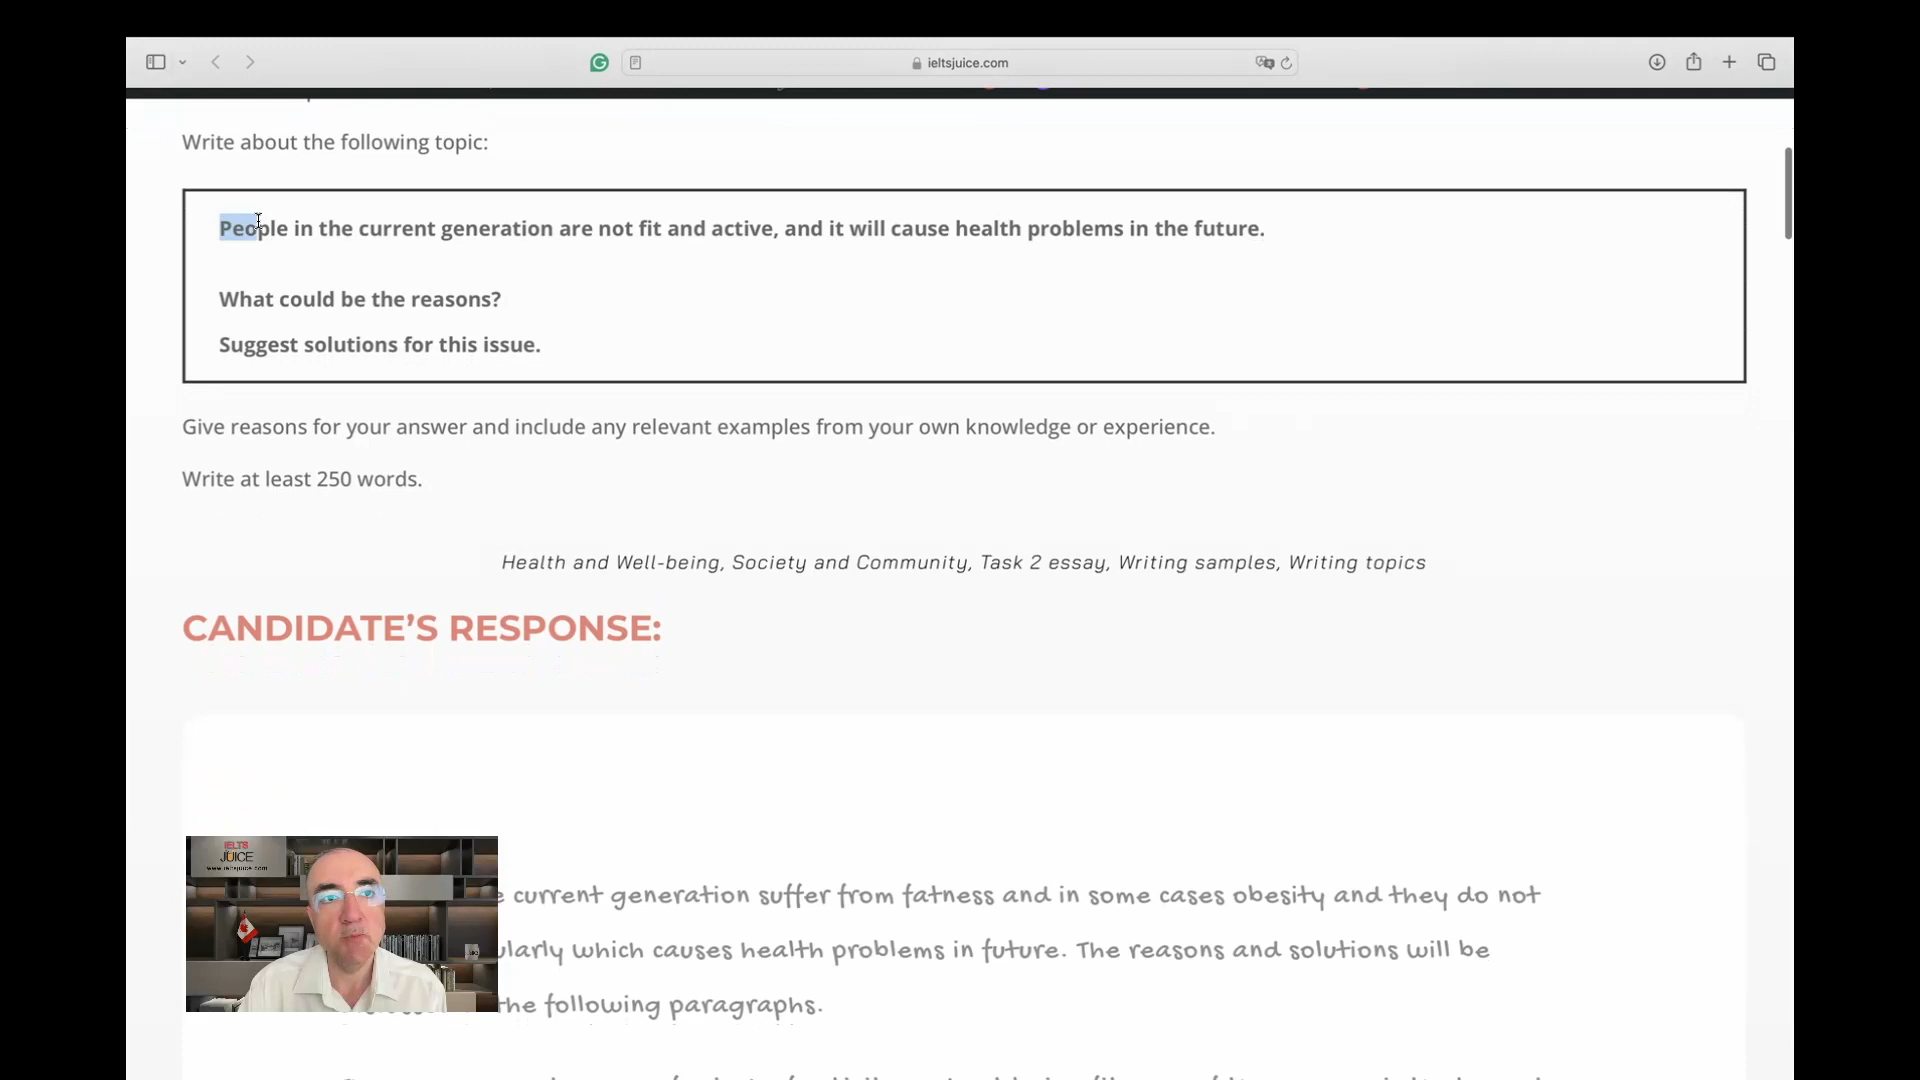 ieltsjuice.com
Write about the following topic:
People in the current generation are not fit and active, and it will cause health problems in the future.
What could be the reasons?
Suggest solutions for this issue.
Give reasons for your answer and include any relevant examples from your own knowledge or experience.
Write at least 250 words.
Health and Well-being, Society and Community, Task 2 essay, Writing samples, Writing topics
CANDIDATE’S RESPONSE:
IELTS
JUICE
www.ieltsjuice.com
current generation suffer from fatness and in some cases obesity and they do not
which causes health problems in future. The reasons and solutions will be
the following paragraphs.